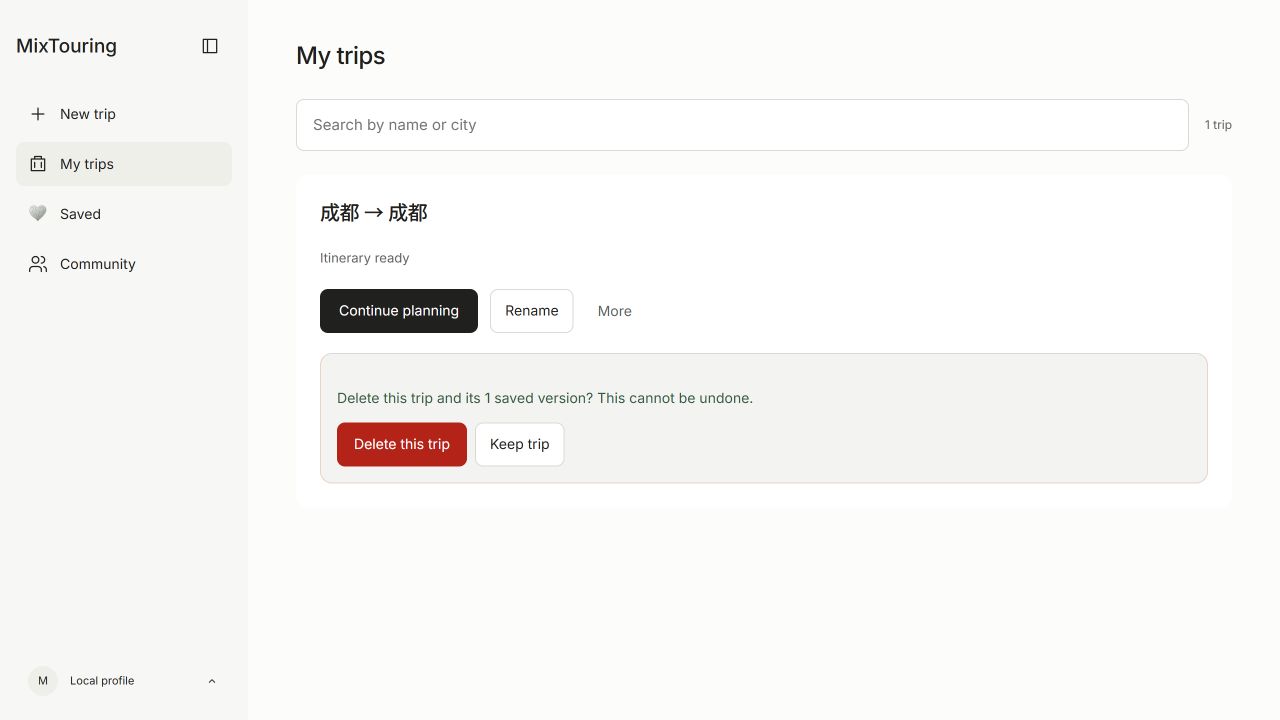 MixTouring
New trip
My trips
Saved
Community
M
Local profile
My trips
Search by name or city
1 trip
成都 → 成都
Itinerary ready
Continue planning
Rename
More
Delete this trip and its 1 saved version? This cannot be undone.
Delete this trip
Keep trip